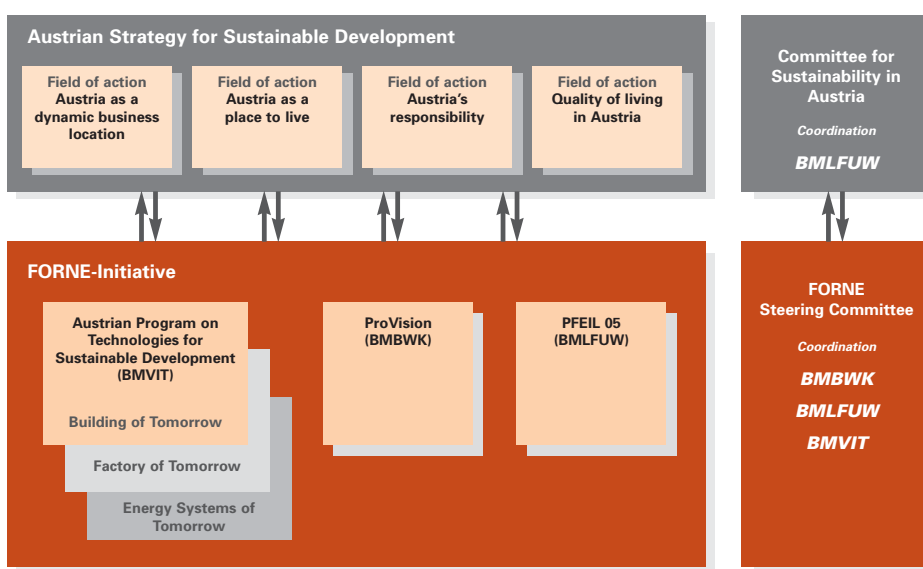 Austrian Strategy for Sustainable Development
Field of action
Austria as a
dynamic business
location
Field of action
Austria as a
place to live
Field of action
Austria's
responsibility
Field of action
Quality of living
in Austria
Committee for
Sustainability in
Austria
Coordination
BMLFUW
FORNE-Initiative
Austrian Program on
Technologies for
Sustainable Development
(BMVIT)
Building of Tomorrow
Factory of Tomorrow
Energy Systems of
Tomorrow
ProVision
(BMBWK)
PFEIL 05
(BMLFUW)
FORNE
Steering Committee
Coordination
BMBWK
BMLFUW
BMVIT